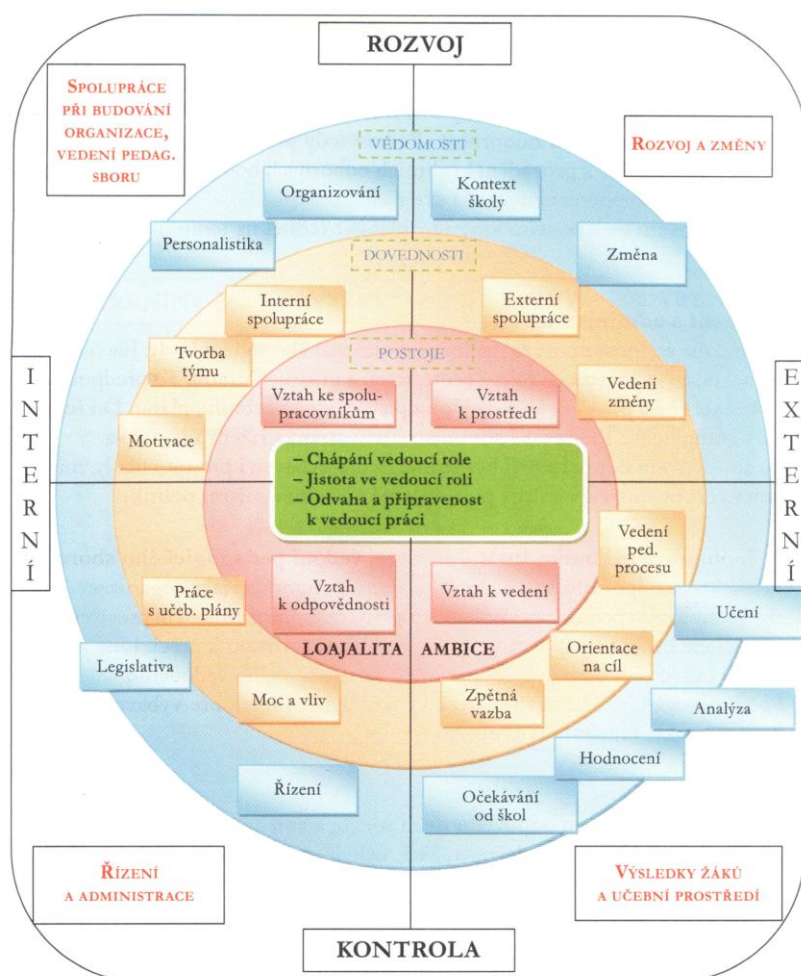 ROZVOJ
SPOLUPRÁCE
PŘI BUDOVÁNÍ
ORGANIZACE,
VEDENÍ PEDAG.
SBORU
ROZVOJ A ZMĚNY
VĚDOMOSTI
Organizování
Kontext
školy
Personalistika
Změna
DOVEDNOSTI
Interní
spolupráce
Externí
spolupráce
Tvorba
týmu
POSTOJE
Vedení
změny
Vztah ke spolu-
pracovníkům
Vztah
k prostředí
Motivace
INTERNÍ
EXTERNÍ
– Chápání vedoucí role
– Jistota ve vedoucí roli
– Odvaha a připravenost
k vedoucí práci
Vedení
ped.
procesu
Práce
s učeb. plány
Vztah
k odpovědnosti
Vztah k vedení
Učení
LOAJALITA
AMBICE
Orientace
na cíl
Legislativa
Moc a vliv
Zpětná
vazba
Analýza
Hodnocení
Řízení
Očekávání
od škol
ŘÍZENÍ
A ADMINISTRACE
VÝSLEDKY ŽÁKŮ
A UČEBNÍ PROSTŘEDÍ
KONTROLA